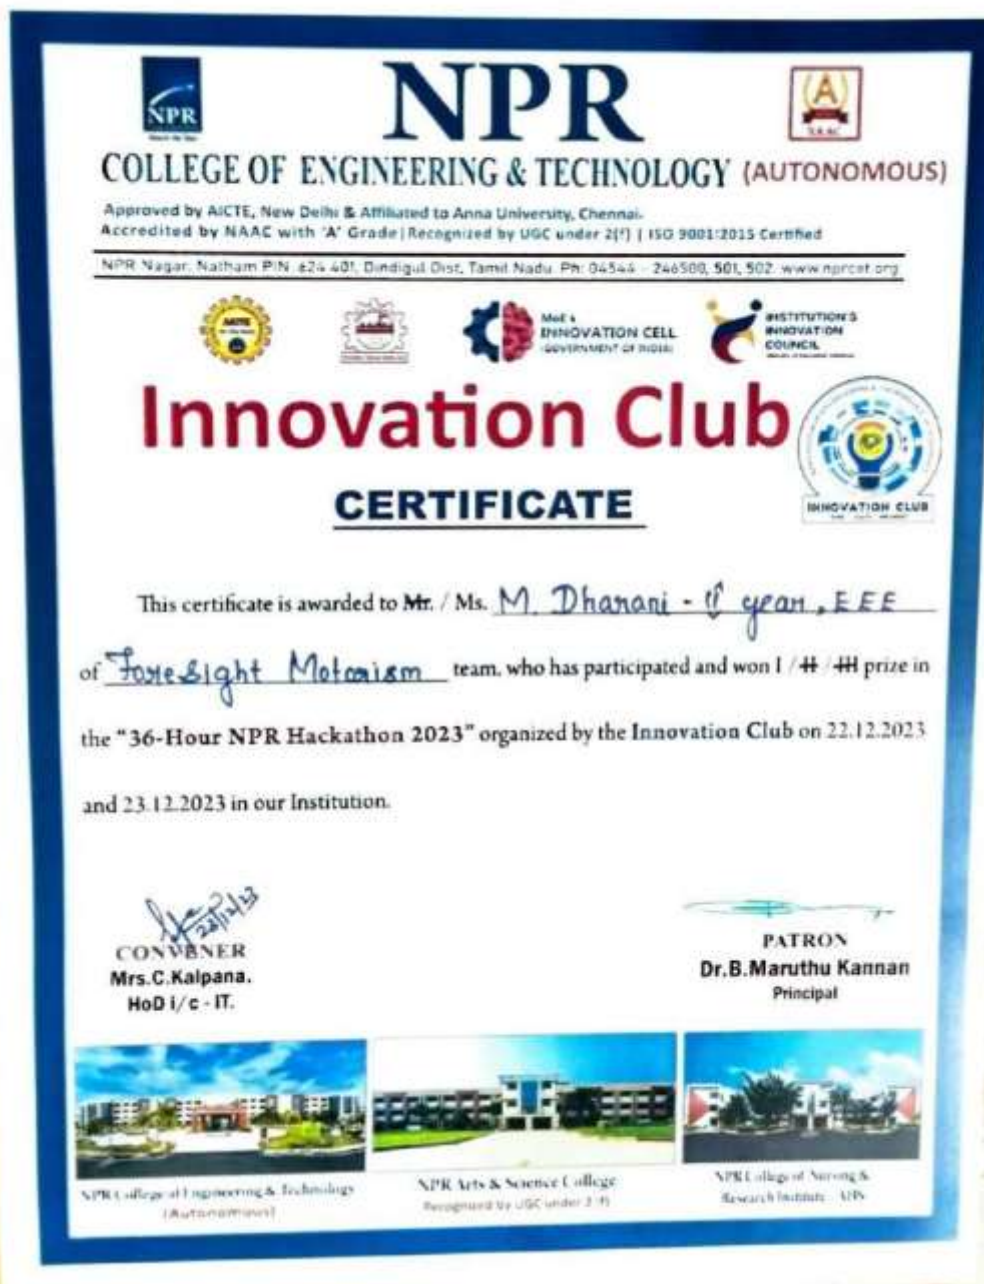 NPR
NPR
COLLEGE OF ENGINEERING & TECHNOLOGY (AUTONOMOUS)
Approved by AICTE, New Delhi & Affiliated to Anna University, Chennai.
Accredited by NAAC with 'A' Grade | Recognized by UGC under 2(f) | ISO 9001:2015 Certified
NPR Nagar, Natham PIN 624 401, Dindigul Dist, Tamil Nadu. Ph: 04544 - 246500, 501, 502. www.nprcet.org
AICTE
MoE's
INNOVATION CELL
(GOVERNMENT OF INDIA)
INSTITUTION'S
INNOVATION
COUNCIL
Innovation Club
INNOVATION CLUB
CERTIFICATE
This certificate is awarded to Mr. / Ms. M. Dharani - II year, EEE
of Foresight Motorism team, who has participated and won I / II / III prize in
the "36-Hour NPR Hackathon 2023" organized by the Innovation Club on 22.12.2023
and 23.12.2023 in our Institution.
23/12/23
CONVENER
Mrs.C.Kalpana.
HoD i/c - IT.
PATRON
Dr.B.Maruthu Kannan
Principal
NPR College of Engineering & Technology
(Autonomous)
NPR Arts & Science College
Recognized by UGC under 2(f)
NPR College of Nursing &
Research Institute